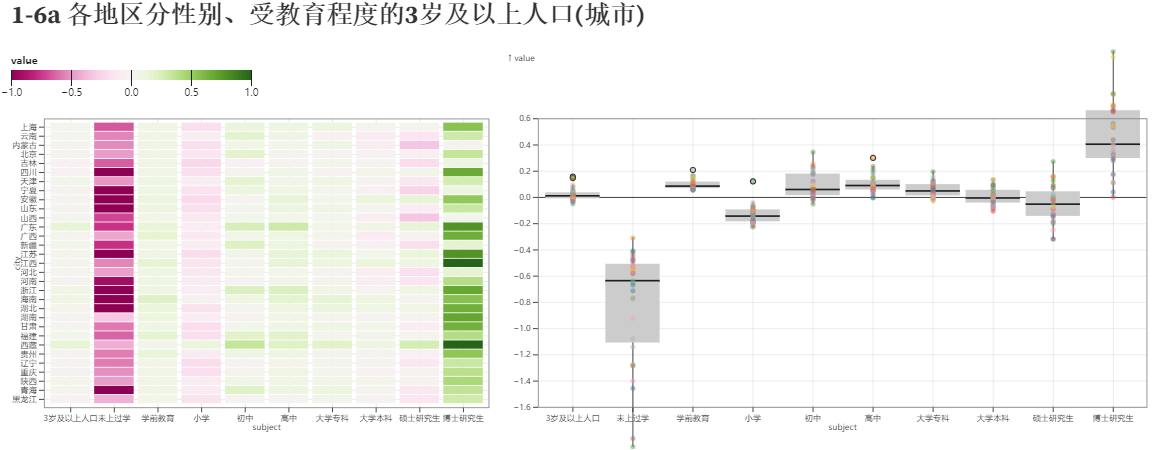 1-6a 各地区分性别、受教育程度的3岁及以上人口(城市)
value
−1.0 −0.5 0.0 0.5 1.0
上海
云南
内蒙古
北京
吉林
四川
天津
宁夏
安徽
山东
山西
广东
广西
新疆
江苏
江西
河北
河南
浙江
海南
湖北
湖南
甘肃
福建
西藏
贵州
辽宁
重庆
陕西
青海
黑龙江
city
3岁及以上人口 未上过学 学前教育 小学 初中 高中 大学专科 大学本科 硕士研究生 博士研究生
subject
↑ value
0.6
0.4
0.2
0.0
−0.2
−0.4
−0.6
−0.8
−1.0
−1.2
−1.4
−1.6
3岁及以上人口 未上过学 学前教育 小学 初中 高中 大学专科 大学本科 硕士研究生 博士研究生
subject